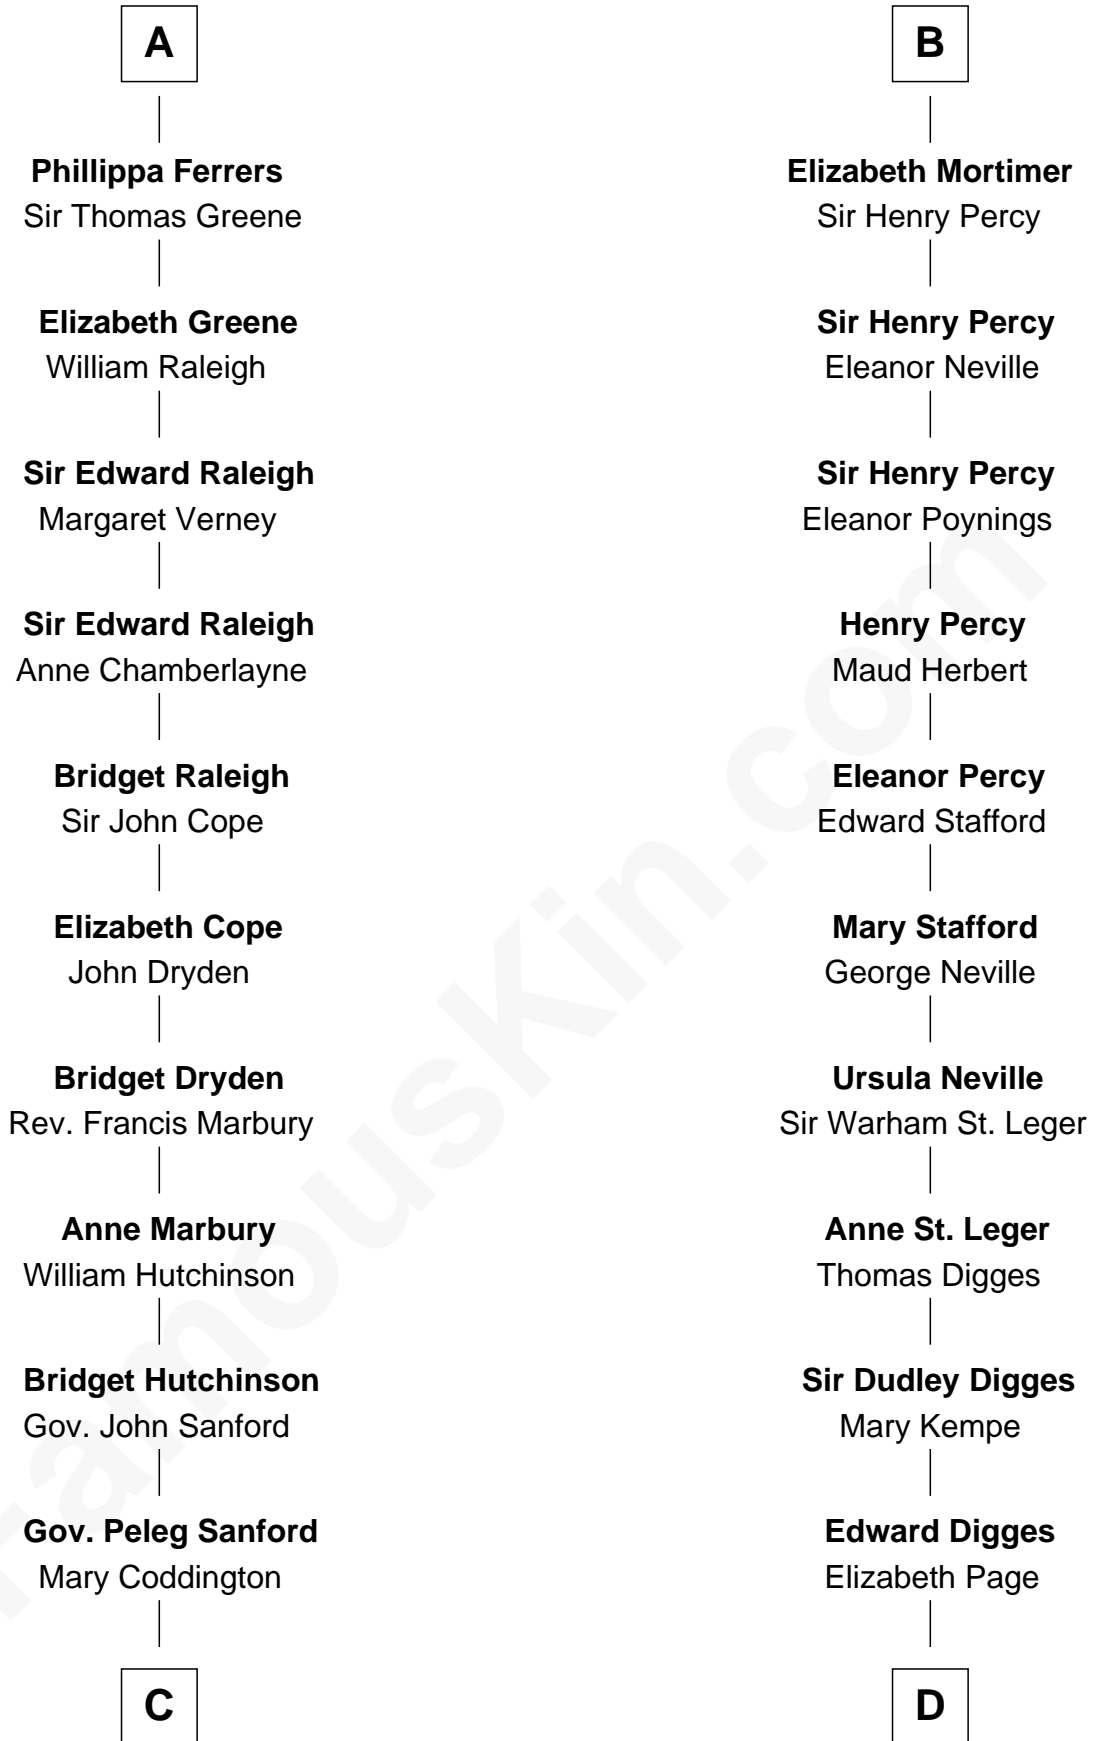 A
Phillippa Ferrers
Sir Thomas Greene
Elizabeth Greene
William Raleigh
Sir Edward Raleigh
Margaret Verney
Sir Edward Raleigh
Anne Chamberlayne
Bridget Raleigh
Sir John Cope
Elizabeth Cope
John Dryden
Bridget Dryden
Rev. Francis Marbury
Anne Marbury
William Hutchinson
Bridget Hutchinson
Gov. John Sanford
Gov. Peleg Sanford
Mary Coddington
C
B
Elizabeth Mortimer
Sir Henry Percy
Sir Henry Percy
Eleanor Neville
Sir Henry Percy
Eleanor Poynings
Henry Percy
Maud Herbert
Eleanor Percy
Edward Stafford
Mary Stafford
George Neville
Ursula Neville
Sir Warham St. Leger
Anne St. Leger
Thomas Digges
Sir Dudley Digges
Mary Kempe
Edward Digges
Elizabeth Page
D
FamousKin.com